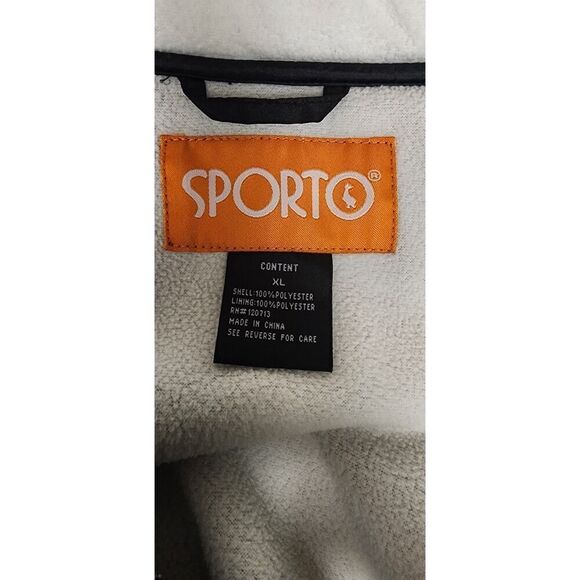 SPORTO®
CONTENT
XL
SHELL:100%POLYESTER
LINING:100%POLYESTER
RN#120713
MADE IN CHINA
SEE REVERSE FOR CARE